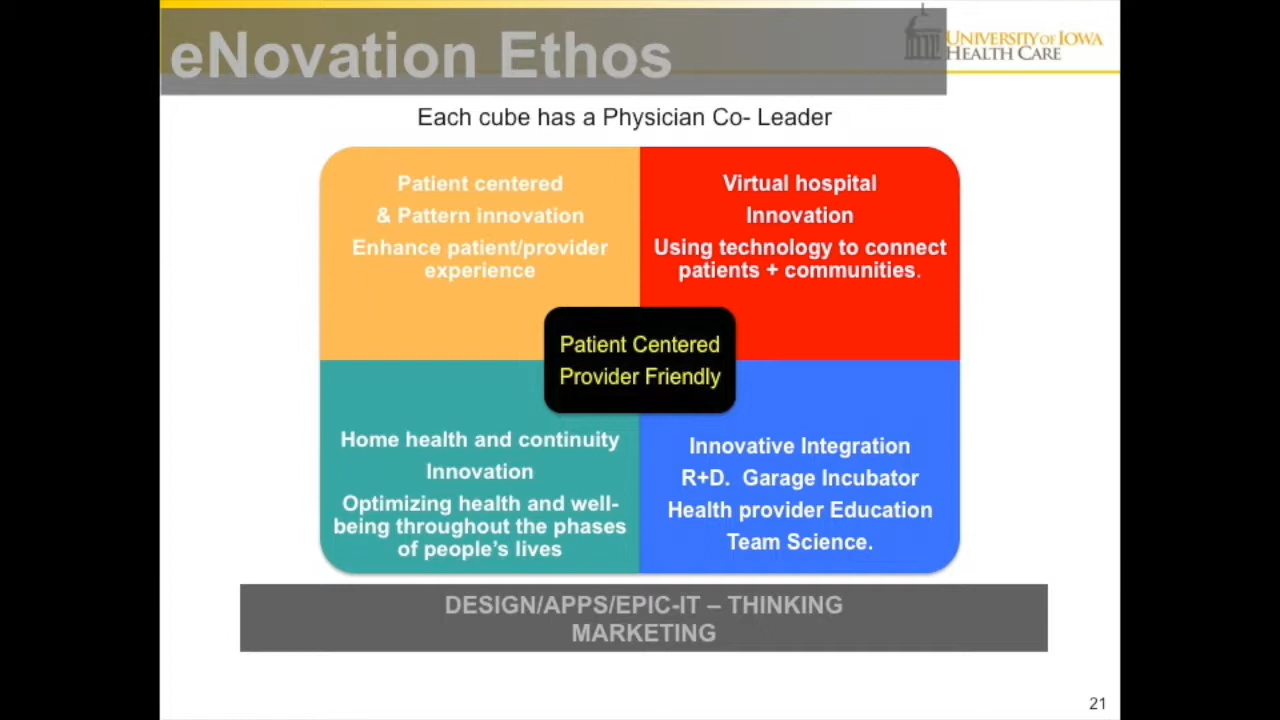 eNovation Ethos
UNIVERSITY OF IOWA
HEALTH CARE
Each cube has a Physician Co- Leader
Patient centered
& Pattern innovation
Enhance patient/provider
experience
Virtual hospital
Innovation
Using technology to connect
patients + communities.
Patient Centered
Provider Friendly
Home health and continuity
Innovation
Optimizing health and well-
being throughout the phases
of people’s lives
Innovative Integration
R+D.  Garage Incubator
Health provider Education
Team Science.
DESIGN/APPS/EPIC-IT – THINKING
MARKETING
21